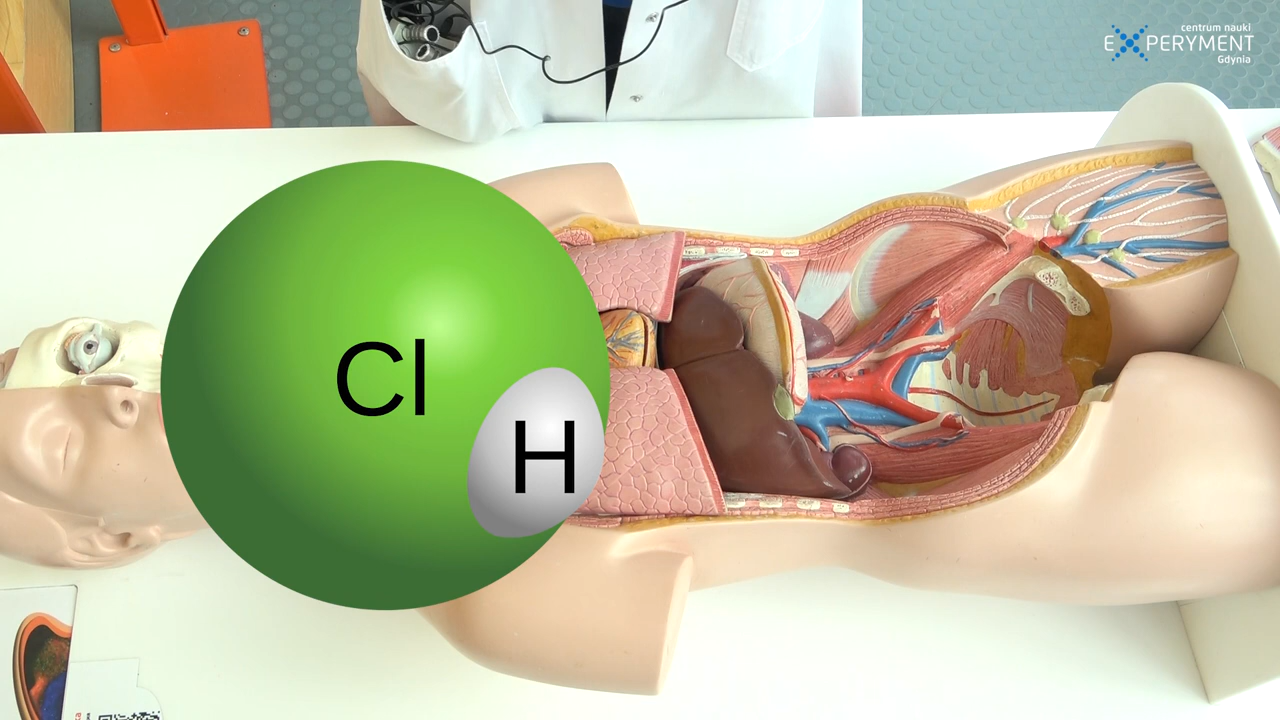 centrum nauki
EXPERYMENT
Gdynia
Cl
H